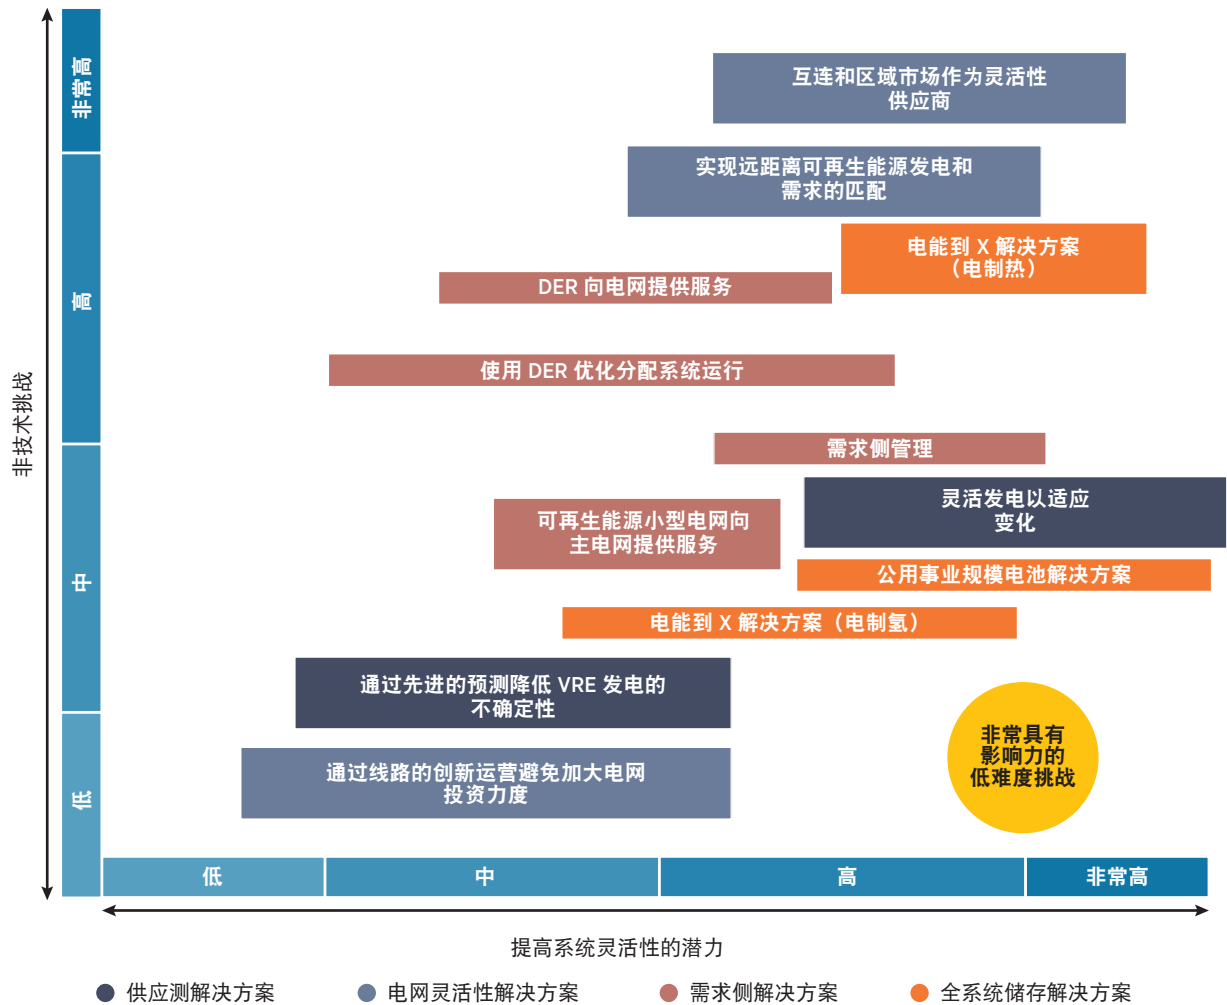 非常高
互连和区域市场作为灵活性
供应商
实现远距离可再生能源发电和
需求的匹配
电能到 X 解决方案
（电制热）
高
DER 向电网提供服务
使用 DER 优化分配系统运行
非技术挑战
需求侧管理
灵活发电以适应
变化
可再生能源小型电网向
主电网提供服务
中
公用事业规模电池解决方案
电能到 X 解决方案（电制氢）
通过先进的预测降低 VRE 发电的
不确定性
非常具有
影响力的
低难度挑战
通过线路的创新运营避免加大电网
投资力度
低
低
中
高
非常高
提高系统灵活性的潜力
供应测解决方案
电网灵活性解决方案
需求侧解决方案
全系统储存解决方案